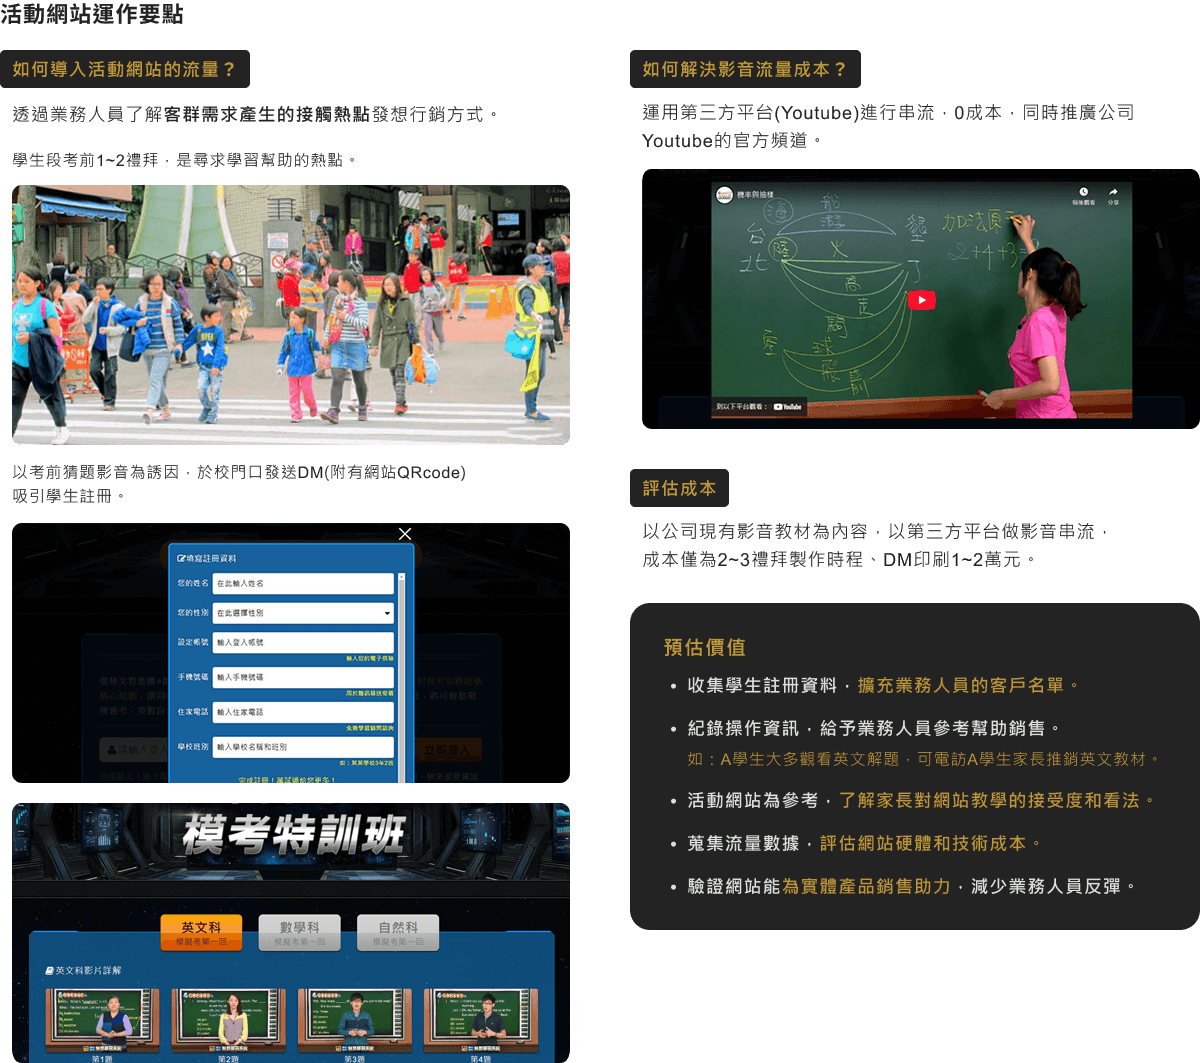 活動網站運作要點
如何導入活動網站的流量？
透過業務人員了解客群需求產生的接觸熱點發想行銷方式。
學生段考前1~2禮拜，是尋求學習幫助的熱點。
以考前猜題影音為誘因，於校門口發送DM(附有網站QRcode)
吸引學生註冊。
填寫註冊資料
您的姓名 在此輸入姓名
您的性別 在此選擇性別
設定帳號 輸入登入帳號
輸入您的電子信箱
手機號碼 輸入手機號碼
用於簡訊發放密碼
住家電話 輸入住家電話
免費學習顧問諮詢
學校班別 輸入學校名稱和班別
如：某某學校3年2班
立即登入
模考特訓班
英文科
模擬考第一回
數學科
模擬考第一回
自然科
模擬考第一回
英文科影片詳解
第1題 第2題 第3題 第4題
如何解決影音流量成本？
運用第三方平台(Youtube)進行串流，0成本，同時推廣公司
Youtube的官方頻道。
機率與抽樣
稍後觀看 分享
船
台北
火
加法原
2+4+3=
到以下平台觀看： YouTube
評估成本
以公司現有影音教材為內容，以第三方平台做影音串流，
成本僅為2~3禮拜製作時程、DM印刷1~2萬元。
預估價值
• 收集學生註冊資料，擴充業務人員的客戶名單。
• 紀錄操作資訊，給予業務人員參考幫助銷售。
如：A學生大多觀看英文解題，可電訪A學生家長推銷英文教材。
• 活動網站為參考，了解家長對網站教學的接受度和看法。
• 蒐集流量數據，評估網站硬體和技術成本。
• 驗證網站能為實體產品銷售助力，減少業務人員反彈。